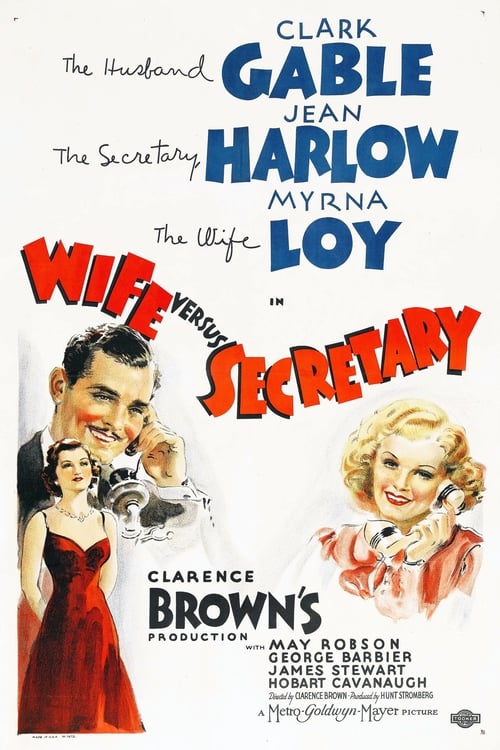 CLARK
The Husband GABLE
JEAN
The Secretary, HARLOW
MYRNA
The Wife LOY
IN
WIFE VERSUS SECRETARY
CLARENCE
BROWN'S
PRODUCTION
WITH MAY ROBSON
GEORGE BARBIER
JAMES STEWART
HOBART CAVANAUGH
Directed by CLARENCE BROWN - Produced by HUNT STROMBERG
A Metro-Goldwyn-Mayer PICTURE
TOOKER